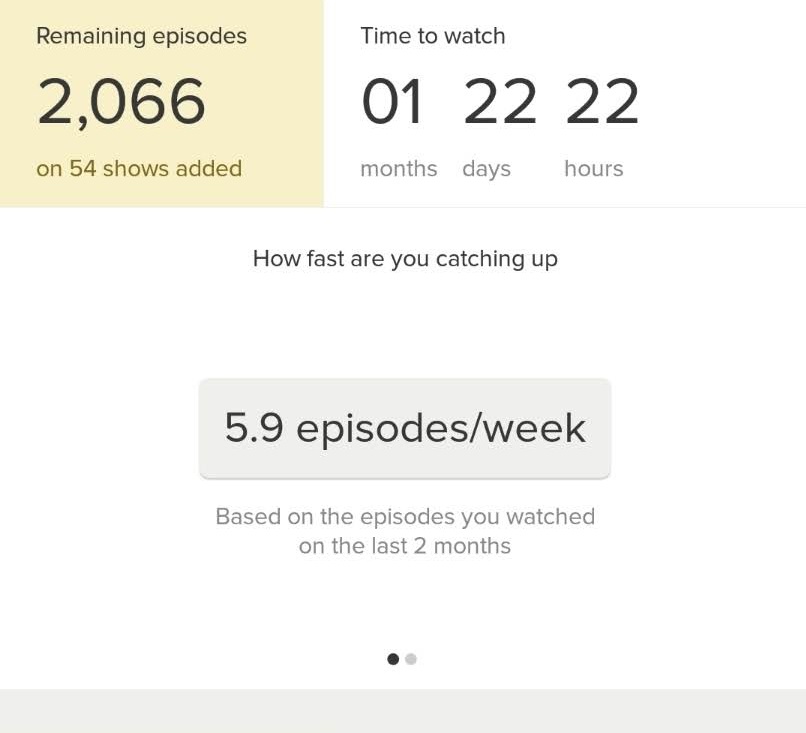 Remaining episodes
2,066
on 54 shows added
Time to watch
01 22 22
months days hours
How fast are you catching up
5.9 episodes/week
Based on the episodes you watched
on the last 2 months